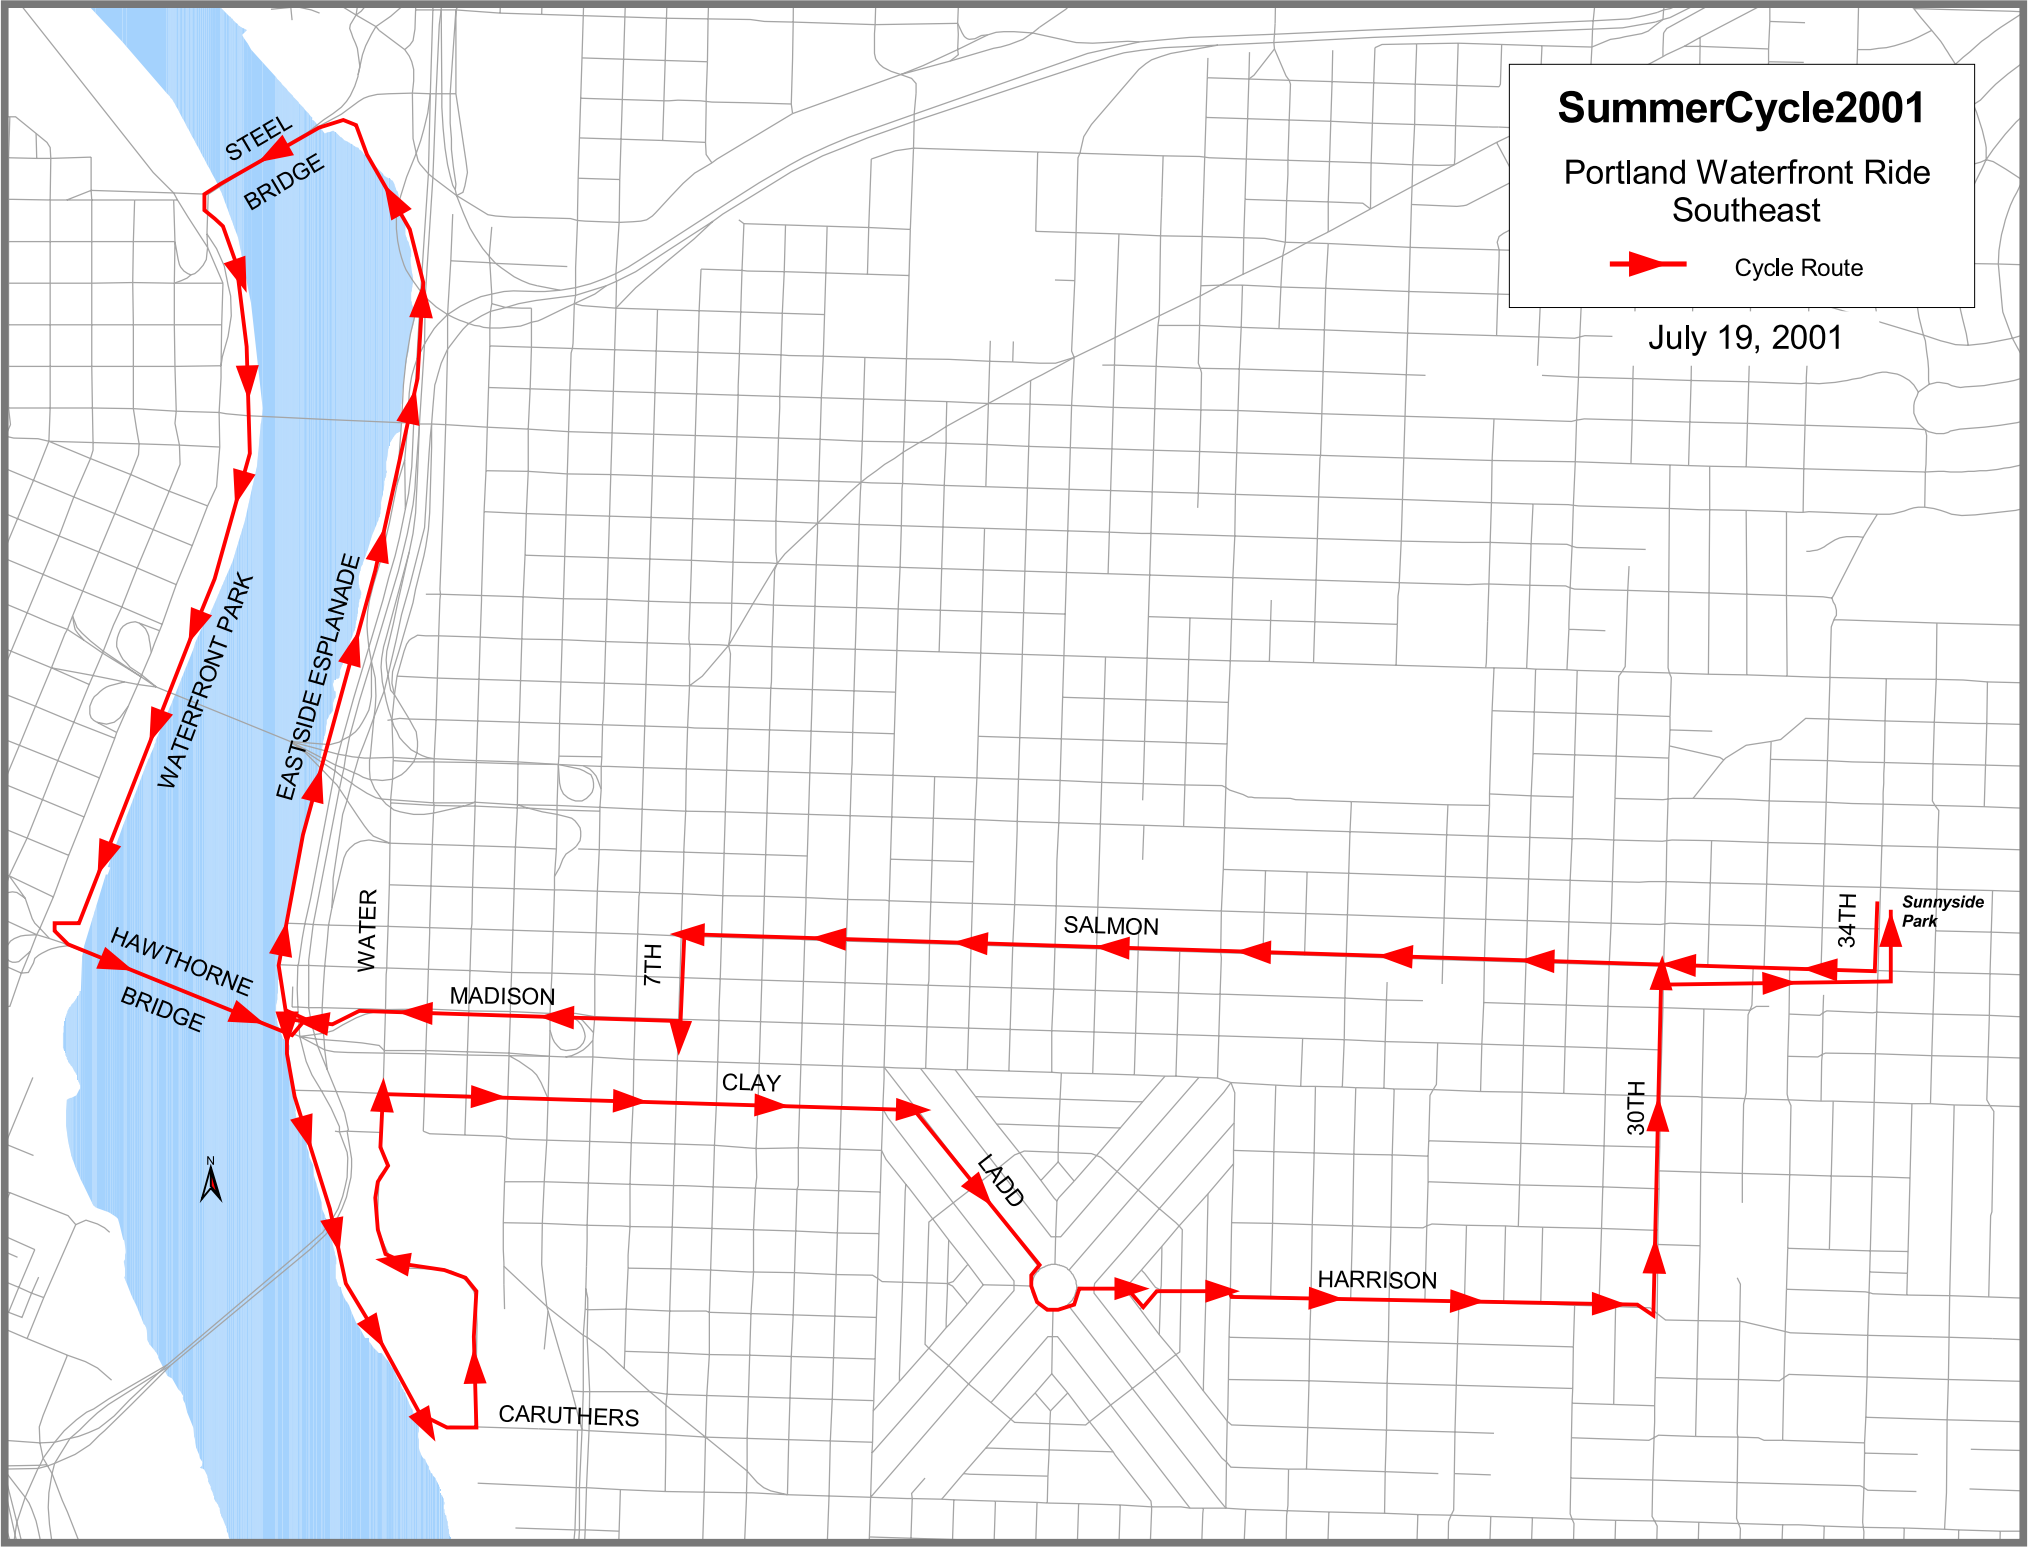 SummerCycle2001
Portland Waterfront Ride
Southeast
Cycle Route
July 19, 2001
STEEL
BRIDGE
WATERFRONT PARK
EASTSIDE ESPLANADE
HAWTHORNE
BRIDGE
WATER
7TH
SALMON
34TH
Sunnyside
Park
MADISON
CLAY
30TH
LADD
N
HARRISON
CARUTHERS